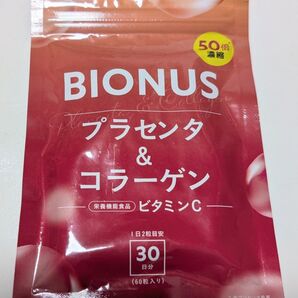 50倍
濃縮
BIONUS
プラセンタ
&
コラーゲン
栄養機能食品 ビタミンC
1日2粒目安
30
日分
(60粒入り)